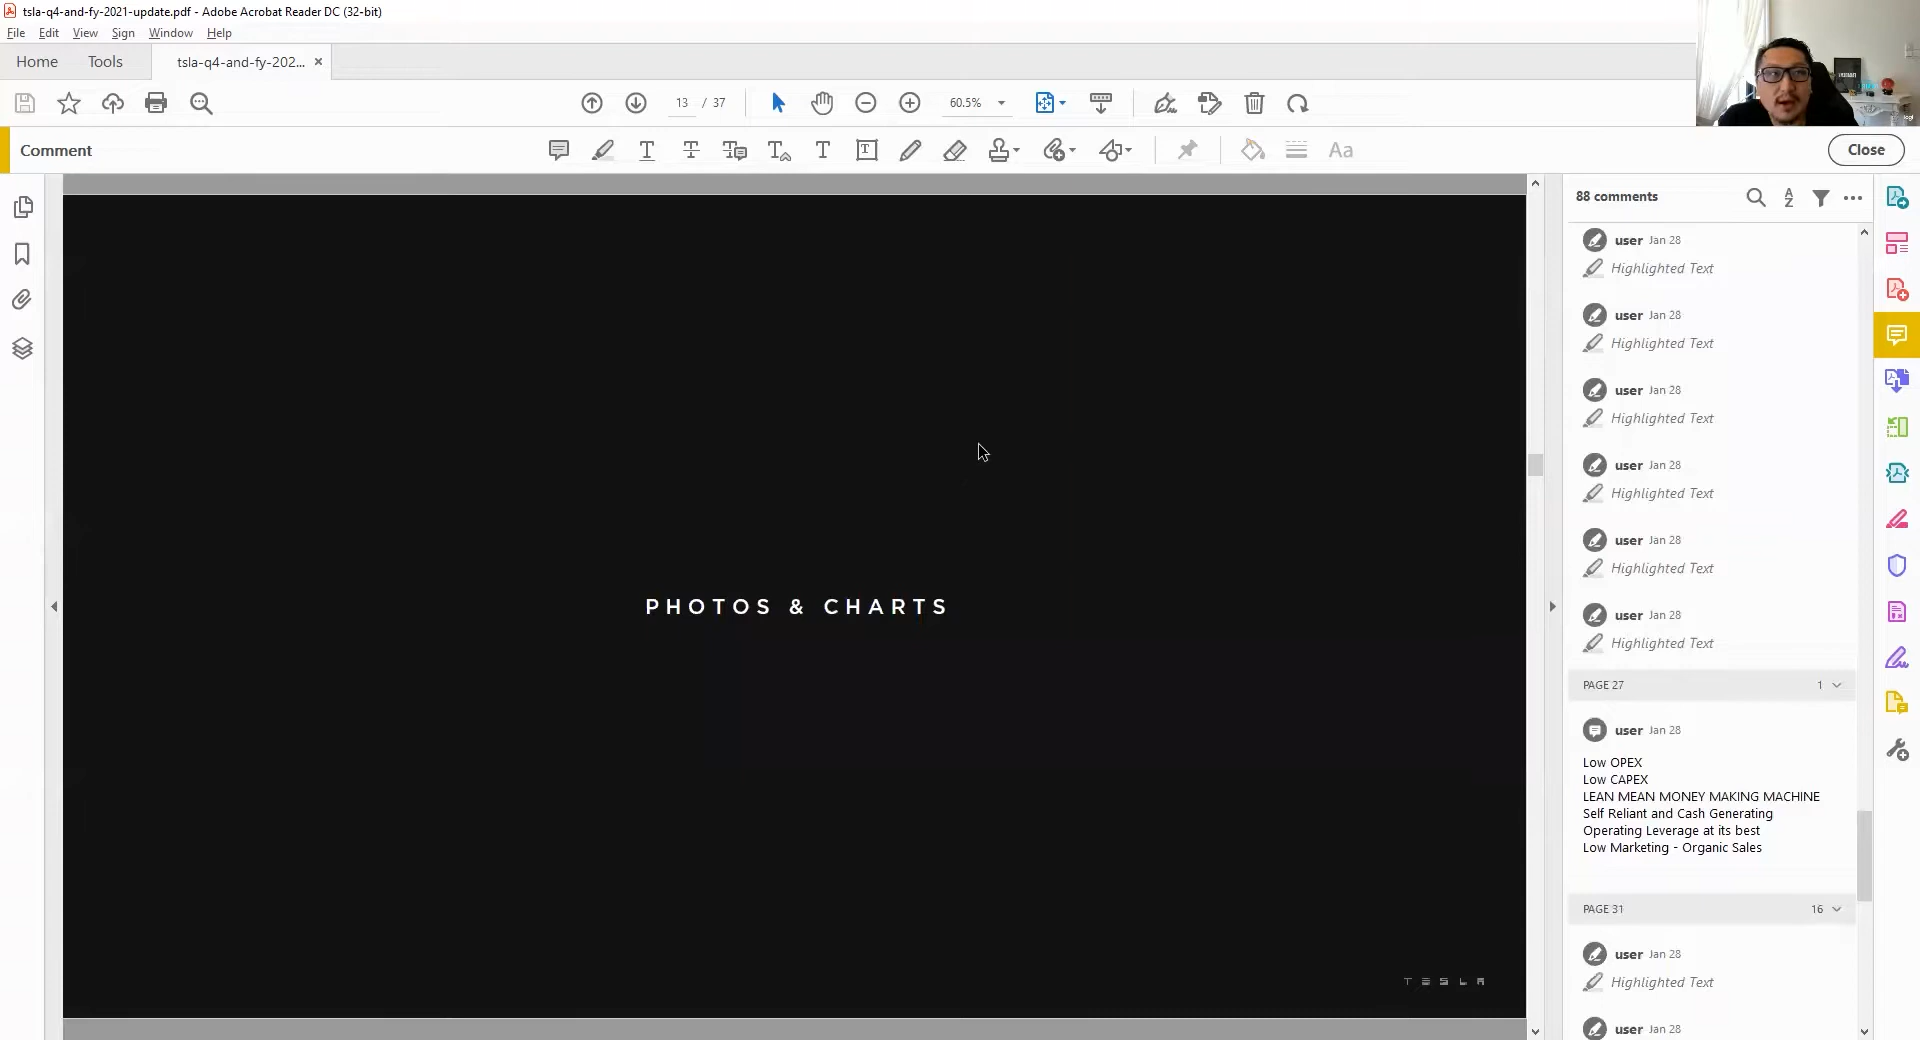 tsla-q4-and-fy-2021-update.pdf - Adobe Acrobat Reader DC (32-bit)
File Edit View Sign Window Help
Home Tools tsla-q4-and-fy-202... ×
13 / 37 60.5%
Comment
Aa
Close
88 comments
user Jan 28
Highlighted Text
user Jan 28
Highlighted Text
user Jan 28
Highlighted Text
user Jan 28
Highlighted Text
user Jan 28
Highlighted Text
user Jan 28
Highlighted Text
PAGE 27 1
user Jan 28
Low OPEX
Low CAPEX
LEAN MEAN MONEY MAKING MACHINE
Self Reliant and Cash Generating
Operating Leverage at its best
Low Marketing - Organic Sales
PAGE 31 16
user Jan 28
Highlighted Text
user Jan 28
PHOTOS & CHARTS
TESLA